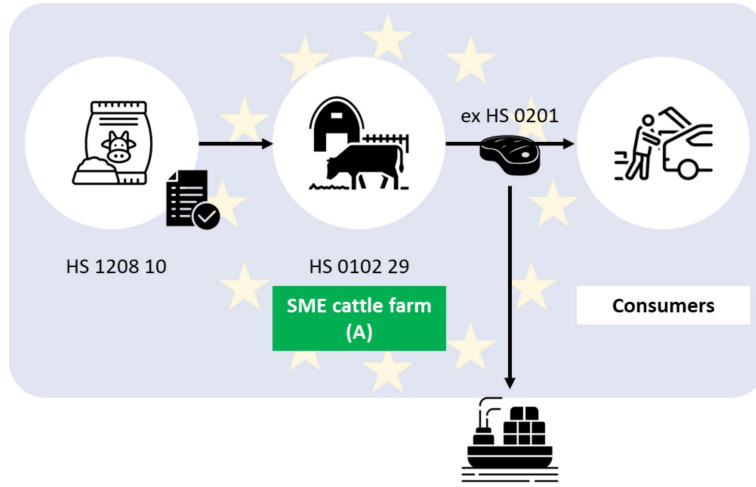 ex HS 0201
HS 1208 10
HS 0102 29
SME cattle farm
(A)
Consumers